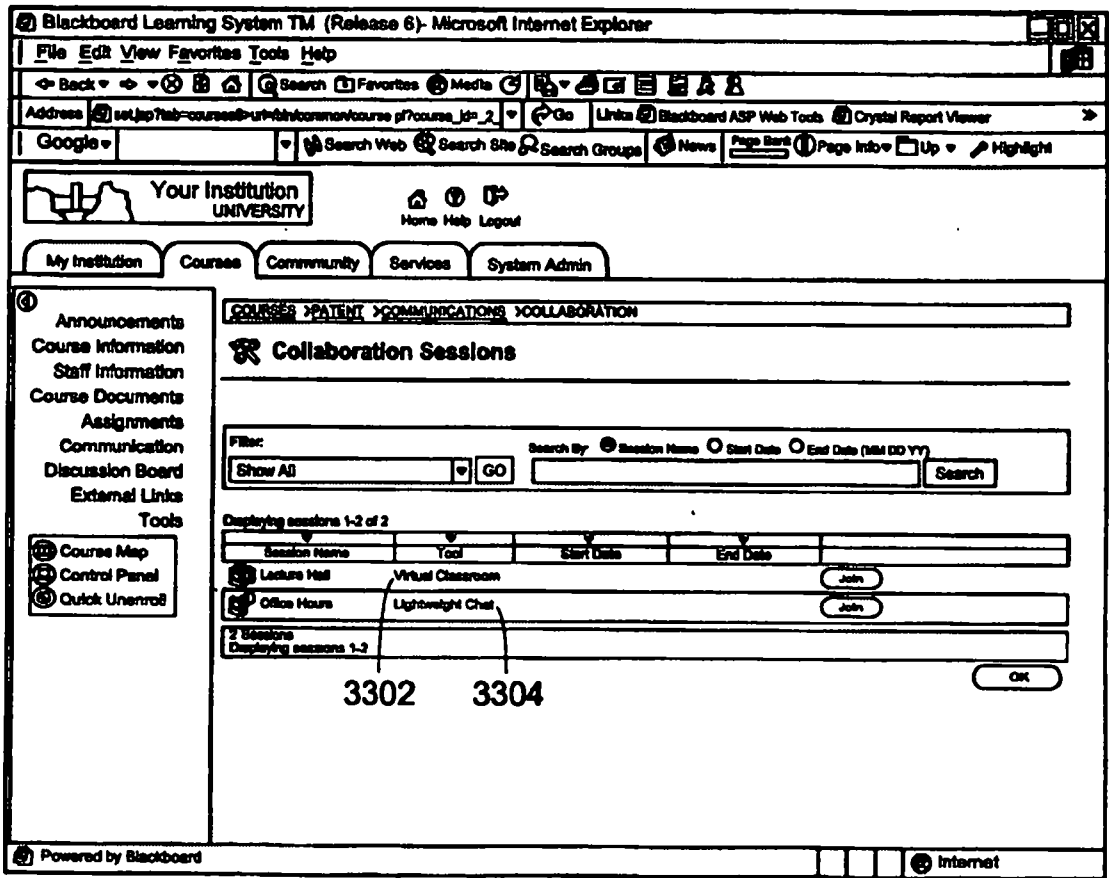 Blackboard Learning System TM (Release 6)- Microsoft Internet Explorer
File Edit View Favorites Tools Help
Back Search Favorites Media
Address Go Links Blackboard ASP Web Tools Crystal Report Viewer »
Google Search Web Search Site Search Groups News Page Rank Page Info Up Highlight
Your Institution
UNIVERSITY
Home Help Logout
My Institution Courses Commmunity Services System Admin
COURSES >PATENT >COMMUNICATIONS >COLLABORATION
Collaboration Sessions
Announcements
Course Information
Staff Information
Course Documents
Assignments
Communication
Discussion Board
External Links
Tools
Course Map
Control Panel
Quick Unenroll
Filter: Search By: Session Name Start Date End Date (MM DD YY)
Show All GO Search
Displaying sessions 1-2 of 2
Session Name Tool Start Date End Date
Lecture Hall Virtual Classroom Join
Office Hours Lightweight Chat Join
2 Sessions
Displaying sessions 1-2
OK
3302 3304
Powered by Blackboard Internet